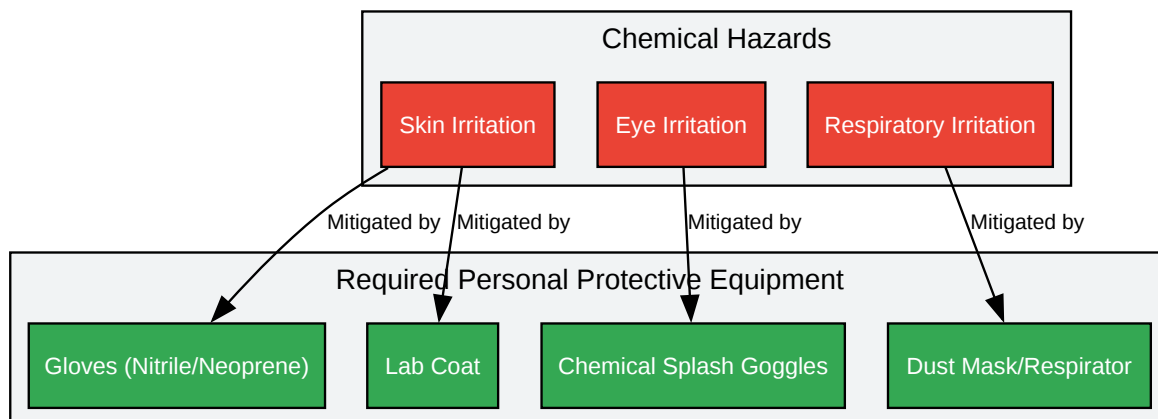 Chemical Hazards
Skin Irritation
Eye Irritation
Respiratory Irritation
Mitigated by
Mitigated by
Mitigated by
Mitigated by
Required Personal Protective Equipment
Gloves (Nitrile/Neoprene)
Lab Coat
Chemical Splash Goggles
Dust Mask/Respirator